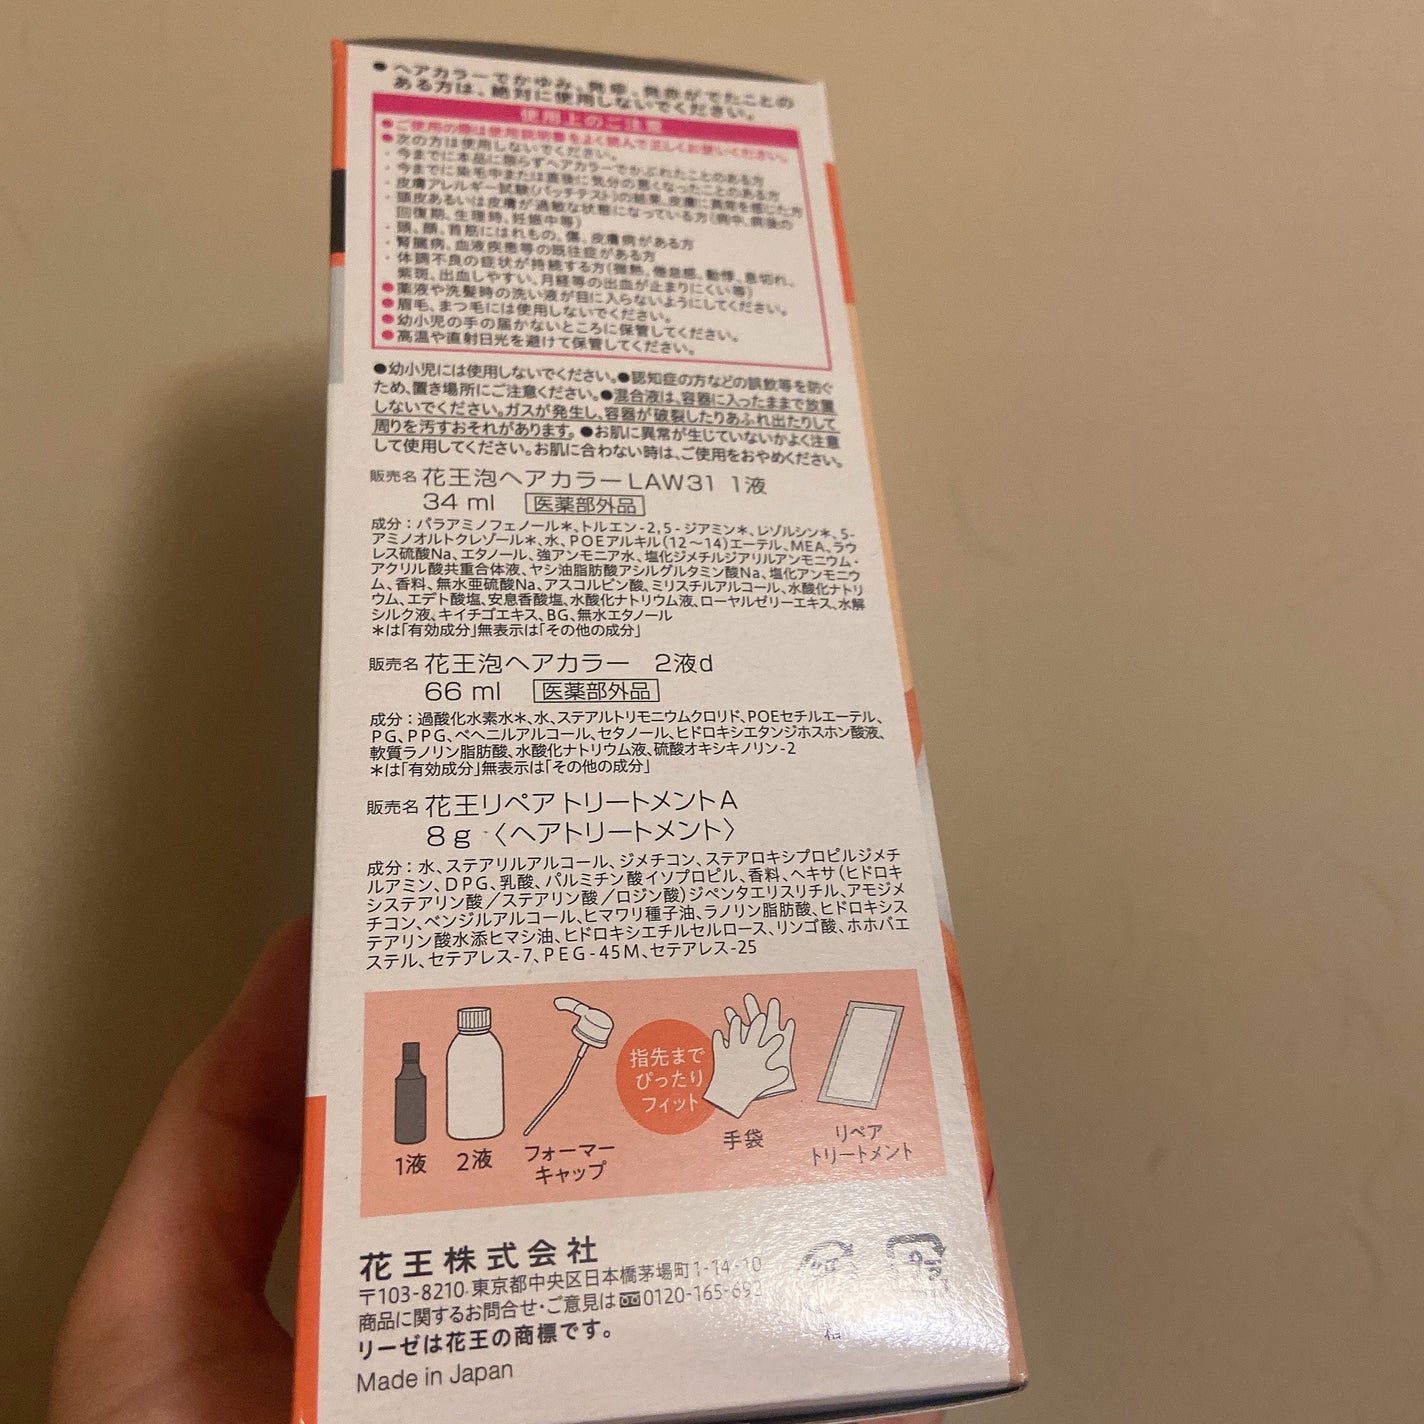 ●ヘアカラーでかゆみ、発疹、発赤がでたことの
ある方は、絶対に使用しないでください。
使用上のご注意
●ご使用の際は使用説明書をよく読んで正しくお使いください。
●次の方は使用しないでください。
・今までに本品に限らずヘアカラーでかぶれたことのある方
・今までに染毛中または直後に気分の悪くなったことのある方
・皮膚アレルギー試験(パッチテスト)の結果、皮膚に異常を感じた方
・頭皮あるいは皮膚が過敏な状態になっている方(病中、病後の
回復期、生理時、妊娠中等)
・頭、顔、首筋にはれもの、傷、皮膚病がある方
・腎臓病、血液疾患等の既往症がある方
・体調不良の症状が持続する方(微熱、倦怠感、動悸、息切れ、
紫斑、出血しやすい、月経等の出血が止まりにくい等)
●薬液や洗髪時の洗い液が目に入らないようにしてください。
●眉毛、まつ毛には使用しないでください。
●幼小児の手の届かないところに保管してください。
●高温や直射日光を避けて保管してください。
●幼小児には使用しないでください。●認知症の方などの誤飲等を防ぐ
ため、置き場所にご注意ください。●混合液は、容器に入ったままで放置
しないでください。ガスが発生し、容器が破裂したりあふれ出たりして
周りを汚すおそれがあります。●お肌に異常が生じていないかよく注意
して使用してください。お肌に合わない時は、ご使用をおやめください。
販売名 花王泡ヘアカラーLAW31 1液
34 ml 医薬部外品
成分：パラアミノフェノール＊、トルエン-2,5-ジアミン＊、レゾルシン＊、5-
アミノオルトクレゾール＊、水、POEアルキル(12～14)エーテル、MEA、ラウ
レス硫酸Na、エタノール、強アンモニア水、塩化ジメチルジアリルアンモニウム・
アクリル酸共重合体液、ヤシ油脂肪酸アシルグルタミン酸Na、塩化アンモニウ
ム、香料、無水亜硫酸Na、アスコルビン酸、ミリスチルアルコール、水酸化ナトリ
ウム、エデト酸塩、安息香酸塩、水酸化ナトリウム液、ローヤルゼリーエキス、水解
シルク液、キイチゴエキス、BG、無水エタノール
＊は「有効成分」無表示は「その他の成分」
販売名 花王泡ヘアカラー 2液d
66 ml 医薬部外品
成分：過酸化水素水＊、水、ステアルトリモニウムクロリド、POEセチルエーテル、
PG、PPG、ベヘニルアルコール、セタノール、ヒドロキシエタンジホスホン酸液、
軟質ラノリン脂肪酸、水酸化ナトリウム液、硫酸オキシキノリン-2
＊は「有効成分」無表示は「その他の成分」
販売名 花王リペアトリートメントA
8g〈ヘアトリートメント〉
成分：水、ステアリルアルコール、ジメチコン、ステアロキシプロピルジメチ
ルアミン、DPG、乳酸、パルミチン酸イソプロピル、香料、ヘキサ(ヒドロキ
システアリン酸／ステアリン酸／ロジン酸)ジペンタエリスリチル、アモジメ
チコン、ベンジルアルコール、ヒマワリ種子油、ラノリン脂肪酸、ヒドロキシス
テアリン酸水添ヒマシ油、ヒドロキシエチルセルロース、リンゴ酸、ホホバエ
ステル、セテアレス-7、PEG-45M、セテアレス-25
指先まで
ぴったり
フィット
1液
2液
フォーマー
キャップ
手袋
リペア
トリートメント
花王株式会社
〒103-8210 東京都中央区日本橋茅場町1-14-10
商品に関するお問合せ・ご意見は 0120-165-692
リーゼは花王の商標です。
Made in Japan